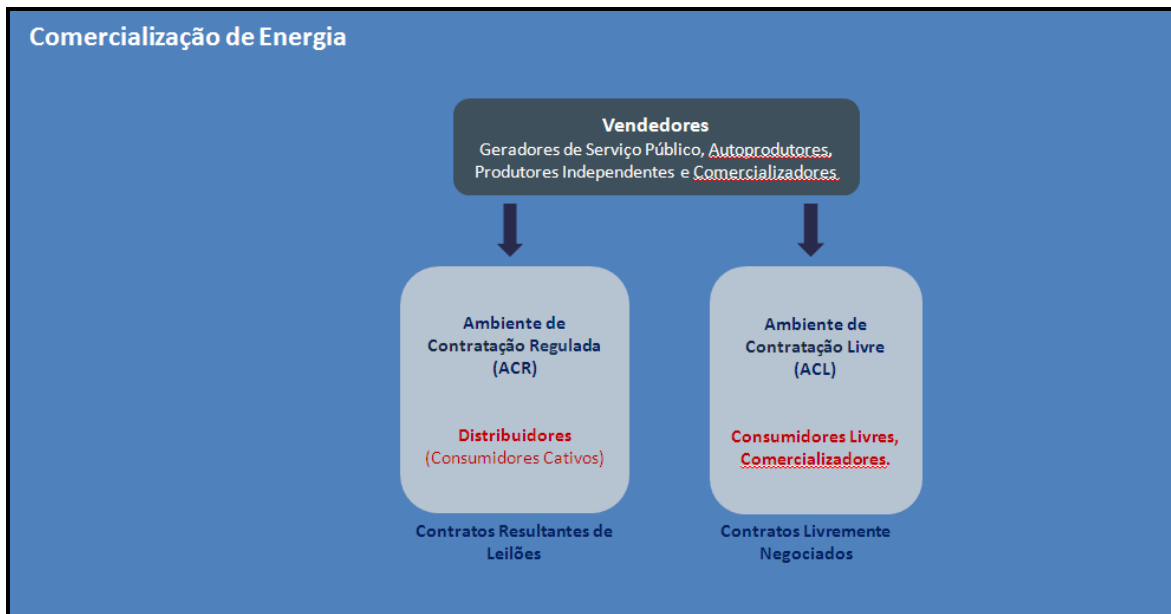 Comercialização de Energia
Vendedores
Geradores de Serviço Público, Autoprodutores,
Produtores Independentes e Comercializadores
Ambiente de
Contratação Regulada
(ACR)
Distribuidores
(Consumidores Cativos)
Contratos Resultantes de
Leilões
Ambiente de
Contratação Livre
(ACL)
Consumidores Livres,
Comercializadores.
Contratos Livremente
Negociados